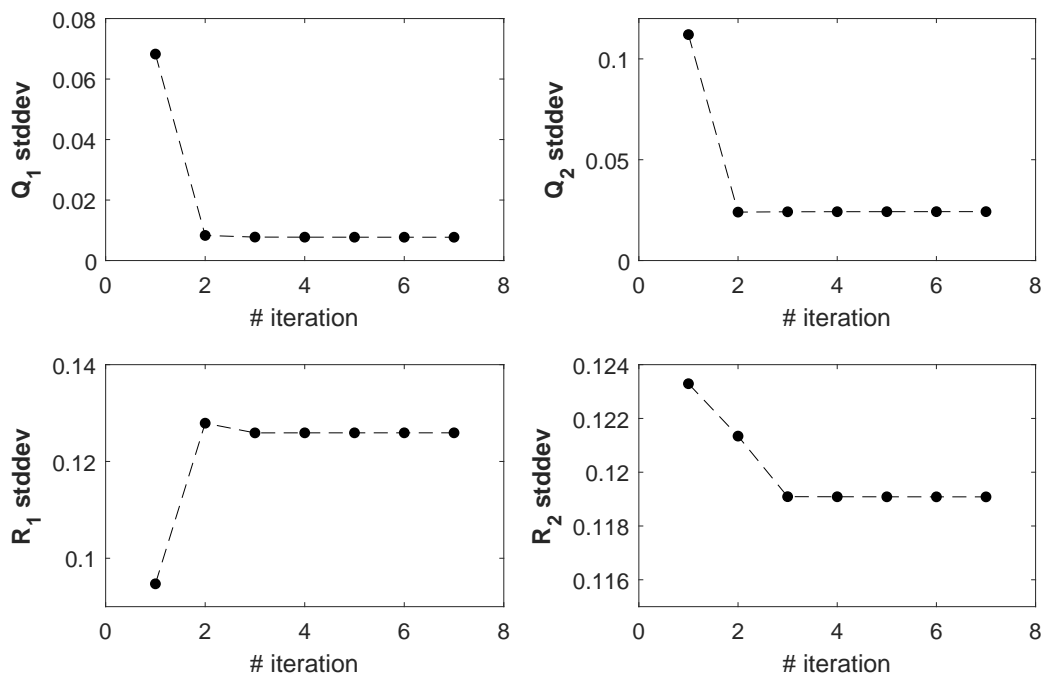 0.08
0.06
0.04
0.02
0
Q1 stddev
0 2 4 6 8
# iteration
0.1
0.05
0
Q2 stddev
0 2 4 6 8
# iteration
0.14
0.12
0.1
R1 stddev
0 2 4 6 8
# iteration
0.124
0.122
0.12
0.118
0.116
R2 stddev
0 2 4 6 8
# iteration